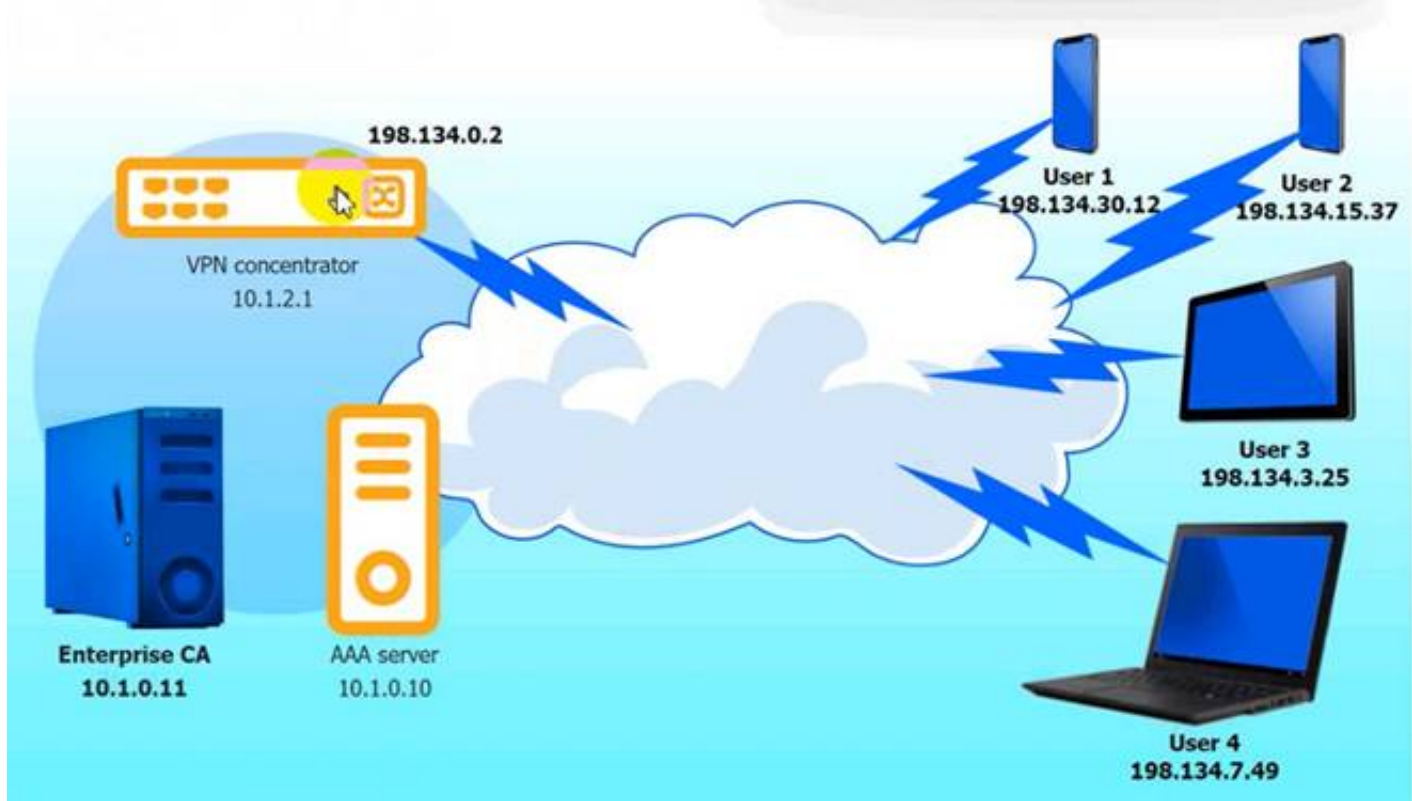 198.134.0.2
VPN concentrator
10.1.2.1
User 1
198.134.30.12
User 2
198.134.15.37
User 3
198.134.3.25
Enterprise CA
10.1.0.11
AAA server
10.1.0.10
User 4
198.134.7.49